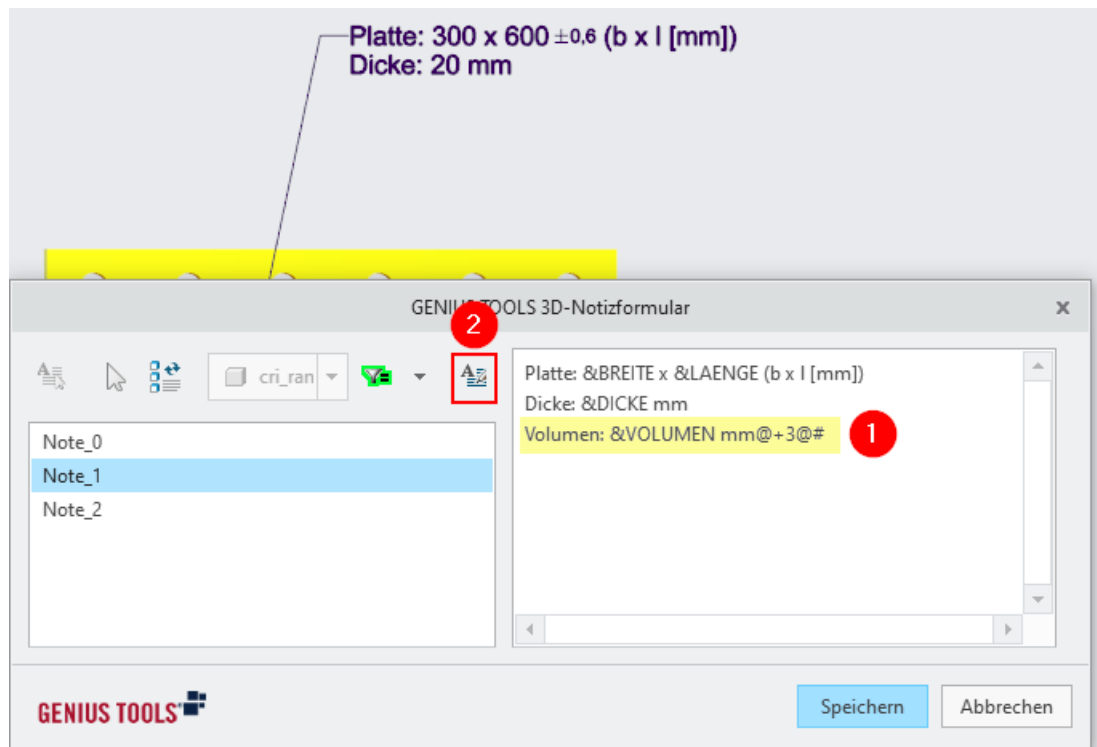 Platte: 300 x 600 ±0,6 (b x l [mm])
Dicke: 20 mm
GENIUS TOOLS 3D-Notizformular
x
2
cri_ran
Platte: &BREITE x &LAENGE (b x l [mm])
Dicke: &DICKE mm
Volumen: &VOLUMEN mm@+3@#
1
Note_0
Note_1
Note_2
GENIUS TOOLS
Speichern
Abbrechen